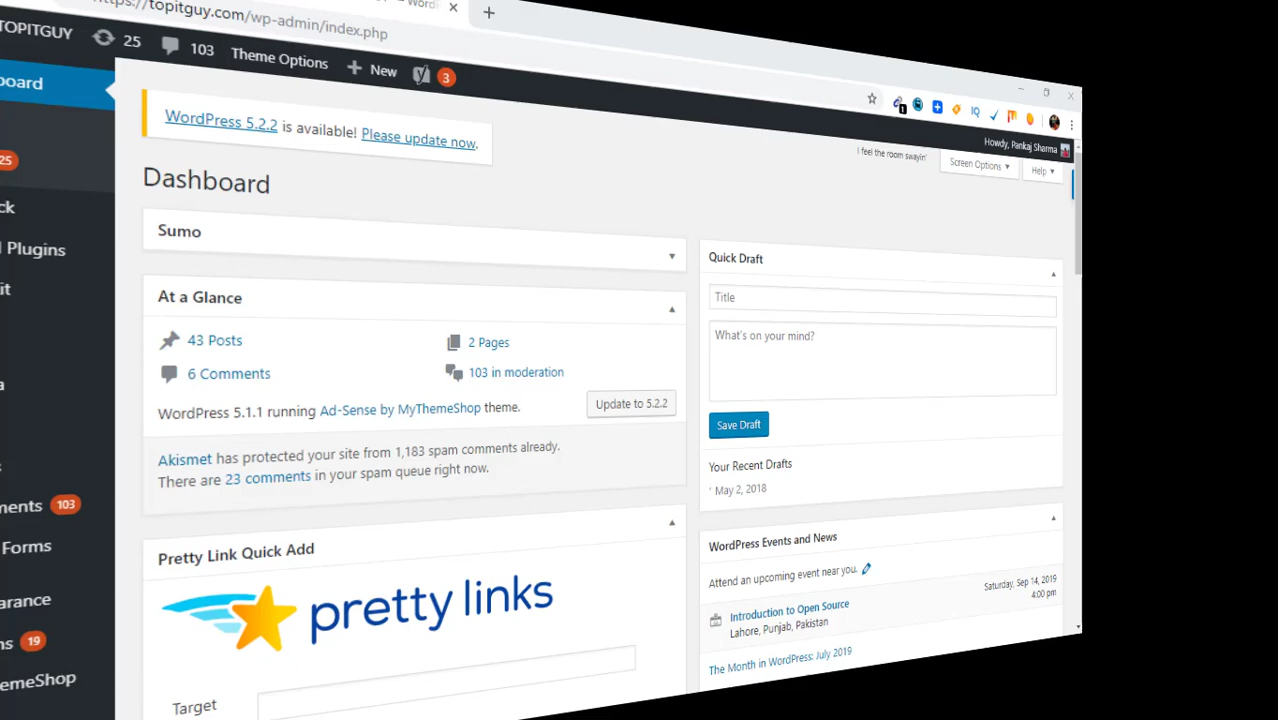 https://topitguy.com/wp-admin/index.php
TOPITGUY
25
103
Theme Options
New
3
Howdy, Pankaj Sharma
board
WordPress 5.2.2 is available! Please update now.
I feel the room swayin'
Screen Options
Help
25
Dashboard
ck
Plugins
it
Sumo
At a Glance
43 Posts
2 Pages
6 Comments
103 in moderation
WordPress 5.1.1 running Ad-Sense by MyThemeShop theme.
Update to 5.2.2
Akismet has protected your site from 1,183 spam comments already.
There are 23 comments in your spam queue right now.
a
s
ments 103
Forms
arance
ns 19
emeShop
Pretty Link Quick Add
pretty links
Target
Quick Draft
Title
What's on your mind?
Save Draft
Your Recent Drafts
' May 2, 2018
WordPress Events and News
Attend an upcoming event near you.
Introduction to Open Source
Lahore, Punjab, Pakistan
Saturday, Sep 14, 2019
4:00 pm
The Month in WordPress: July 2019